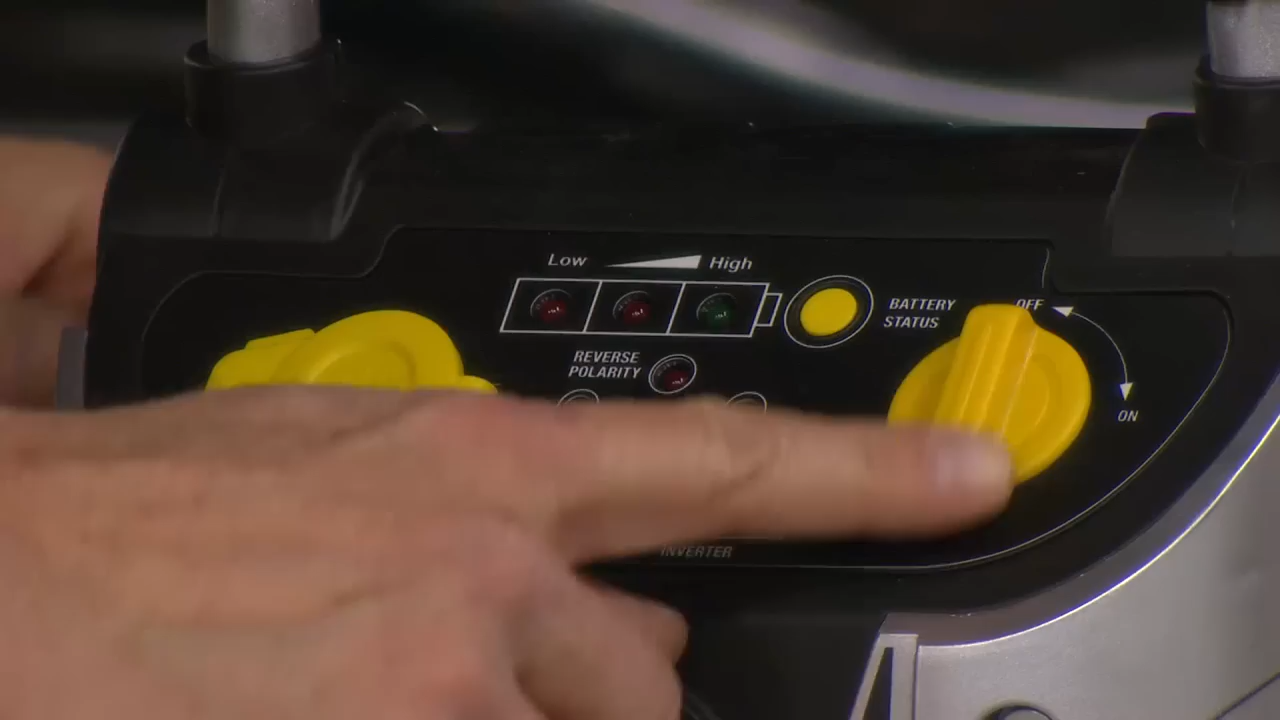 Low High
BATTERY
STATUS
OFF
REVERSE
POLARITY
ON
INVERTER